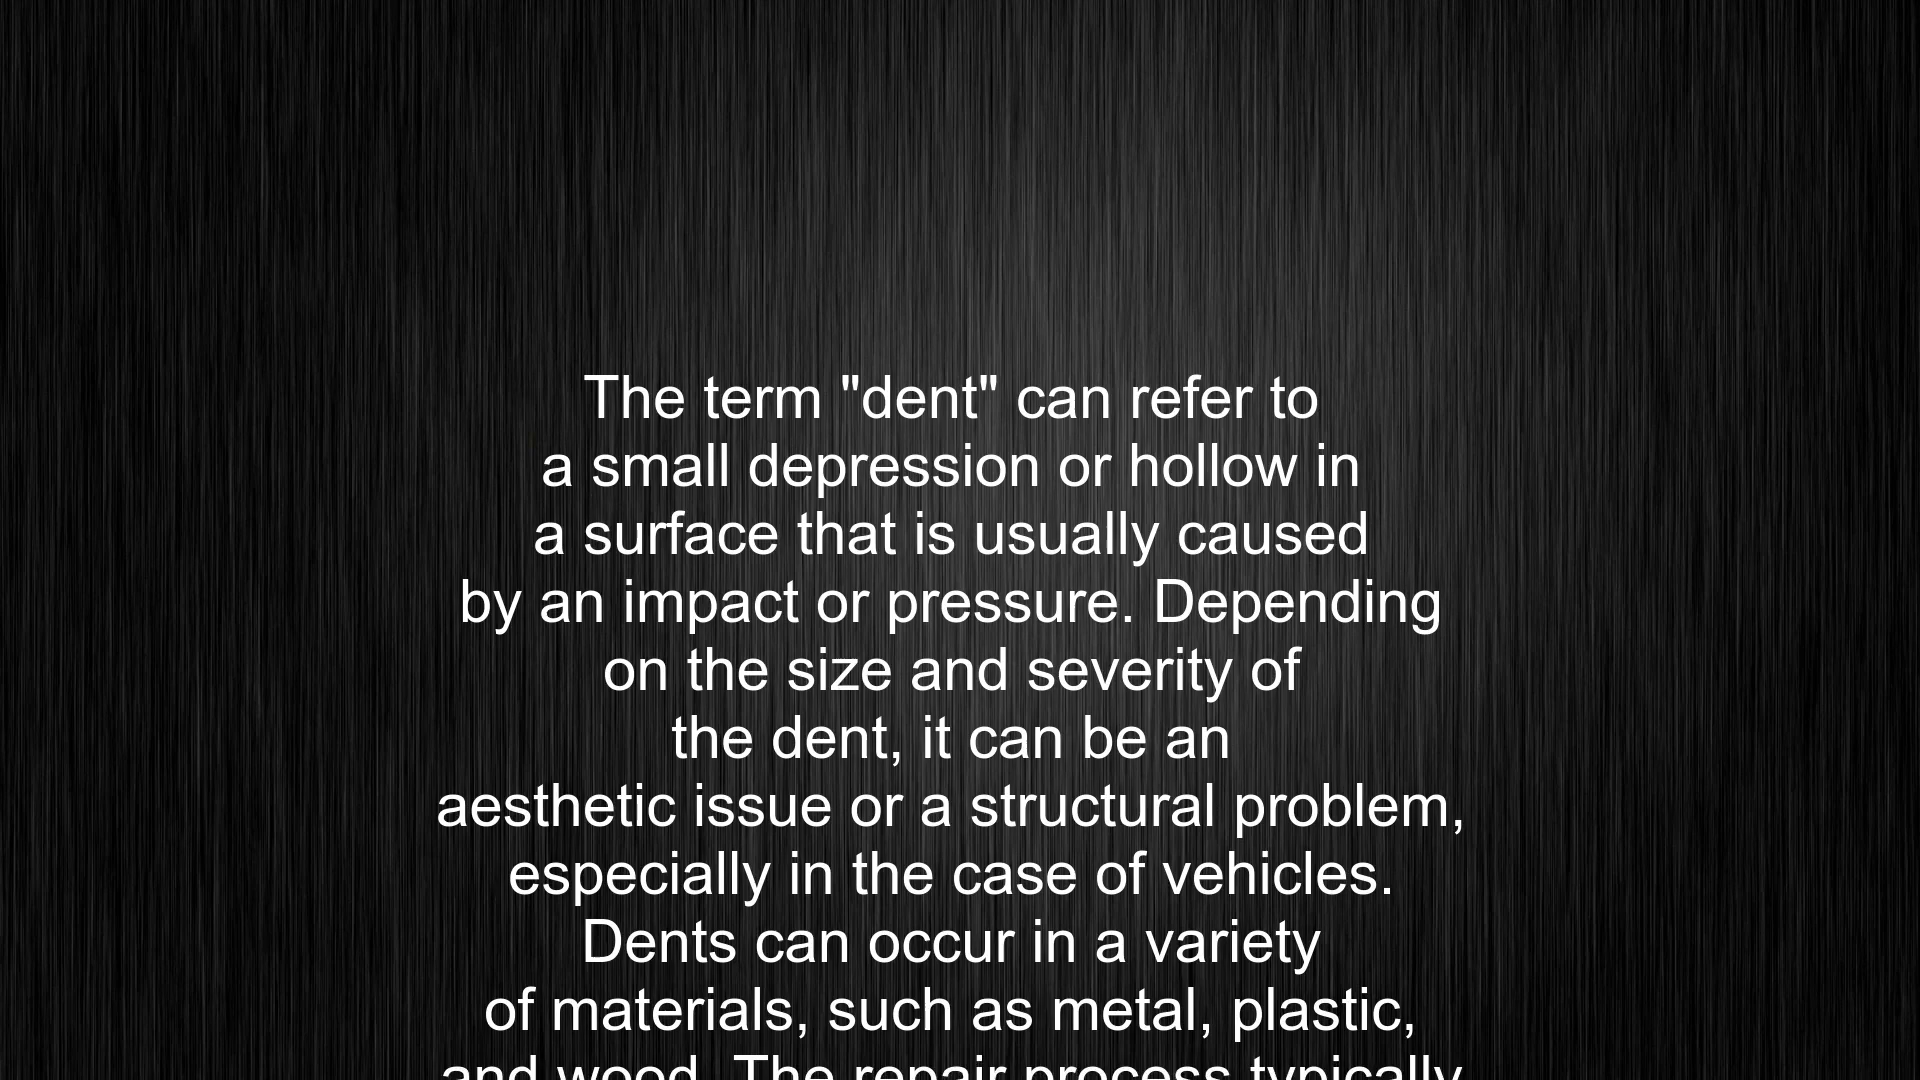 The term "dent" can refer to
a small depression or hollow in
a surface that is usually caused
by an impact or pressure. Depending
on the size and severity of
the dent, it can be an
aesthetic issue or a structural problem,
especially in the case of vehicles.
Dents can occur in a variety
of materials, such as metal, plastic,
and wood. The repair process typically